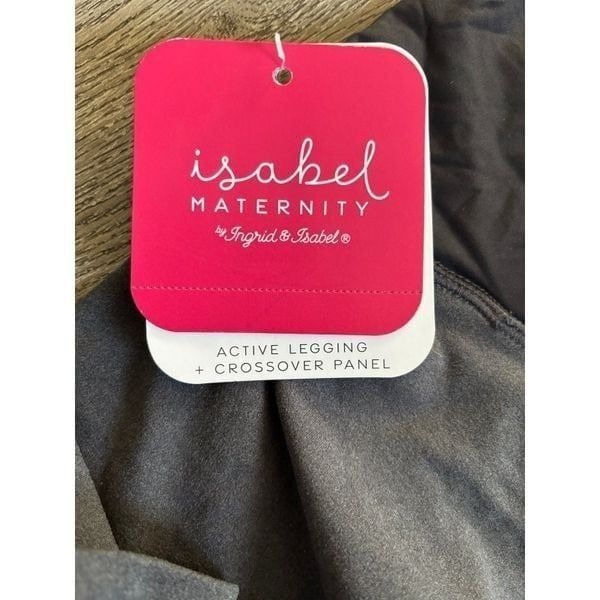 isabel
MATERNITY
by Ingrid & Isabel®
ACTIVE LEGGING
+ CROSSOVER PANEL